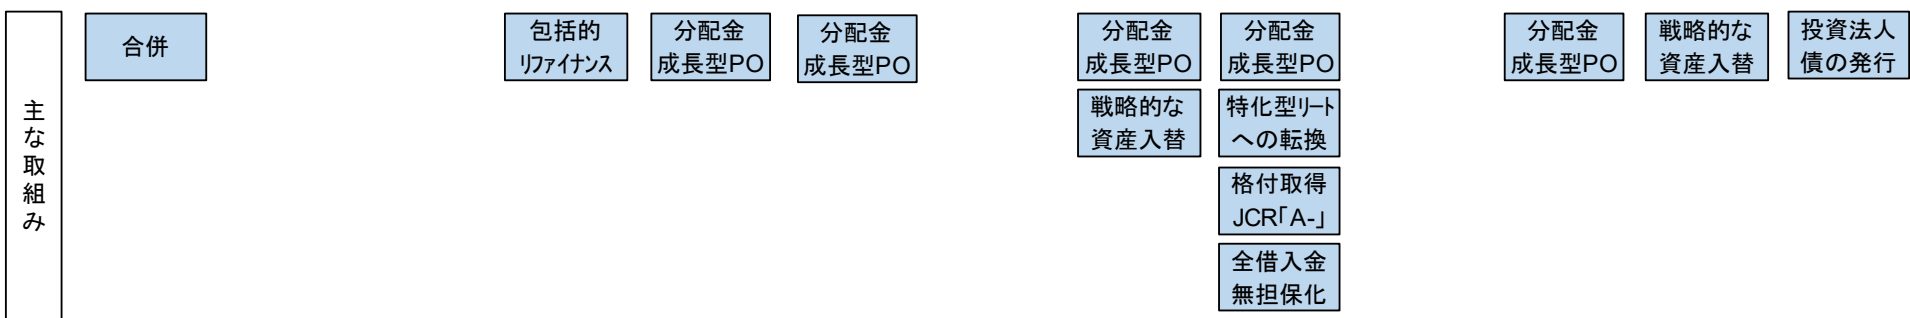 主な取組み
合併
包括的
リファイナンス
分配金
成長型PO
分配金
成長型PO
分配金
成長型PO
分配金
成長型PO
分配金
成長型PO
戦略的な
資産入替
投資法人
債の発行
戦略的な
資産入替
特化型リート
への転換
格付取得
JCR「A-」
全借入金
無担保化